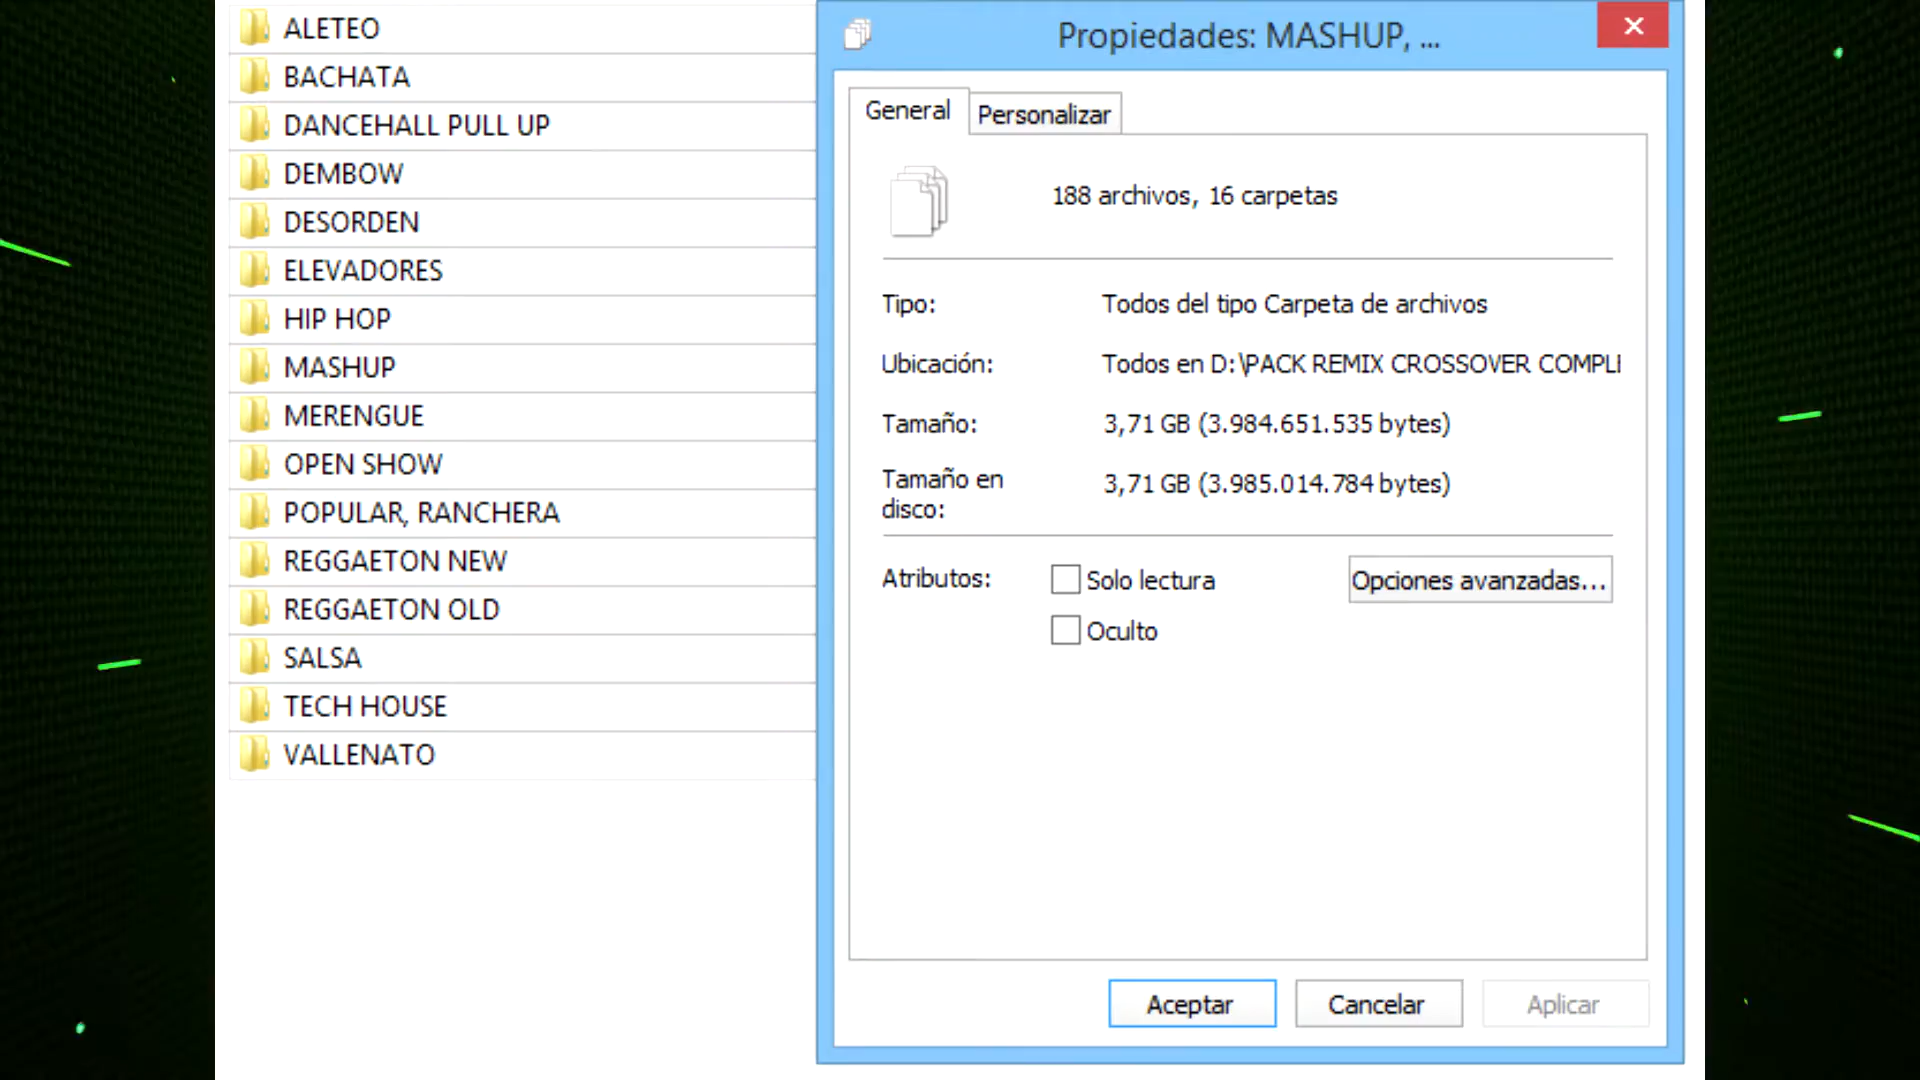 ALETEO
BACHATA
DANCEHALL PULL UP
DEMBOW
DESORDEN
ELEVADORES
HIP HOP
MASHUP
MERENGUE
OPEN SHOW
POPULAR, RANCHERA
REGGAETON NEW
REGGAETON OLD
SALSA
TECH HOUSE
VALLENATO
Propiedades: MASHUP, ...
General
Personalizar
188 archivos, 16 carpetas
Tipo: Todos del tipo Carpeta de archivos
Ubicación: Todos en D:\PACK REMIX CROSSOVER COMPL
Tamaño: 3,71 GB (3.984.651.535 bytes)
Tamaño en disco: 3,71 GB (3.985.014.784 bytes)
Atributos: Solo lectura
Opciones avanzadas...
Oculto
Aceptar
Cancelar
Aplicar